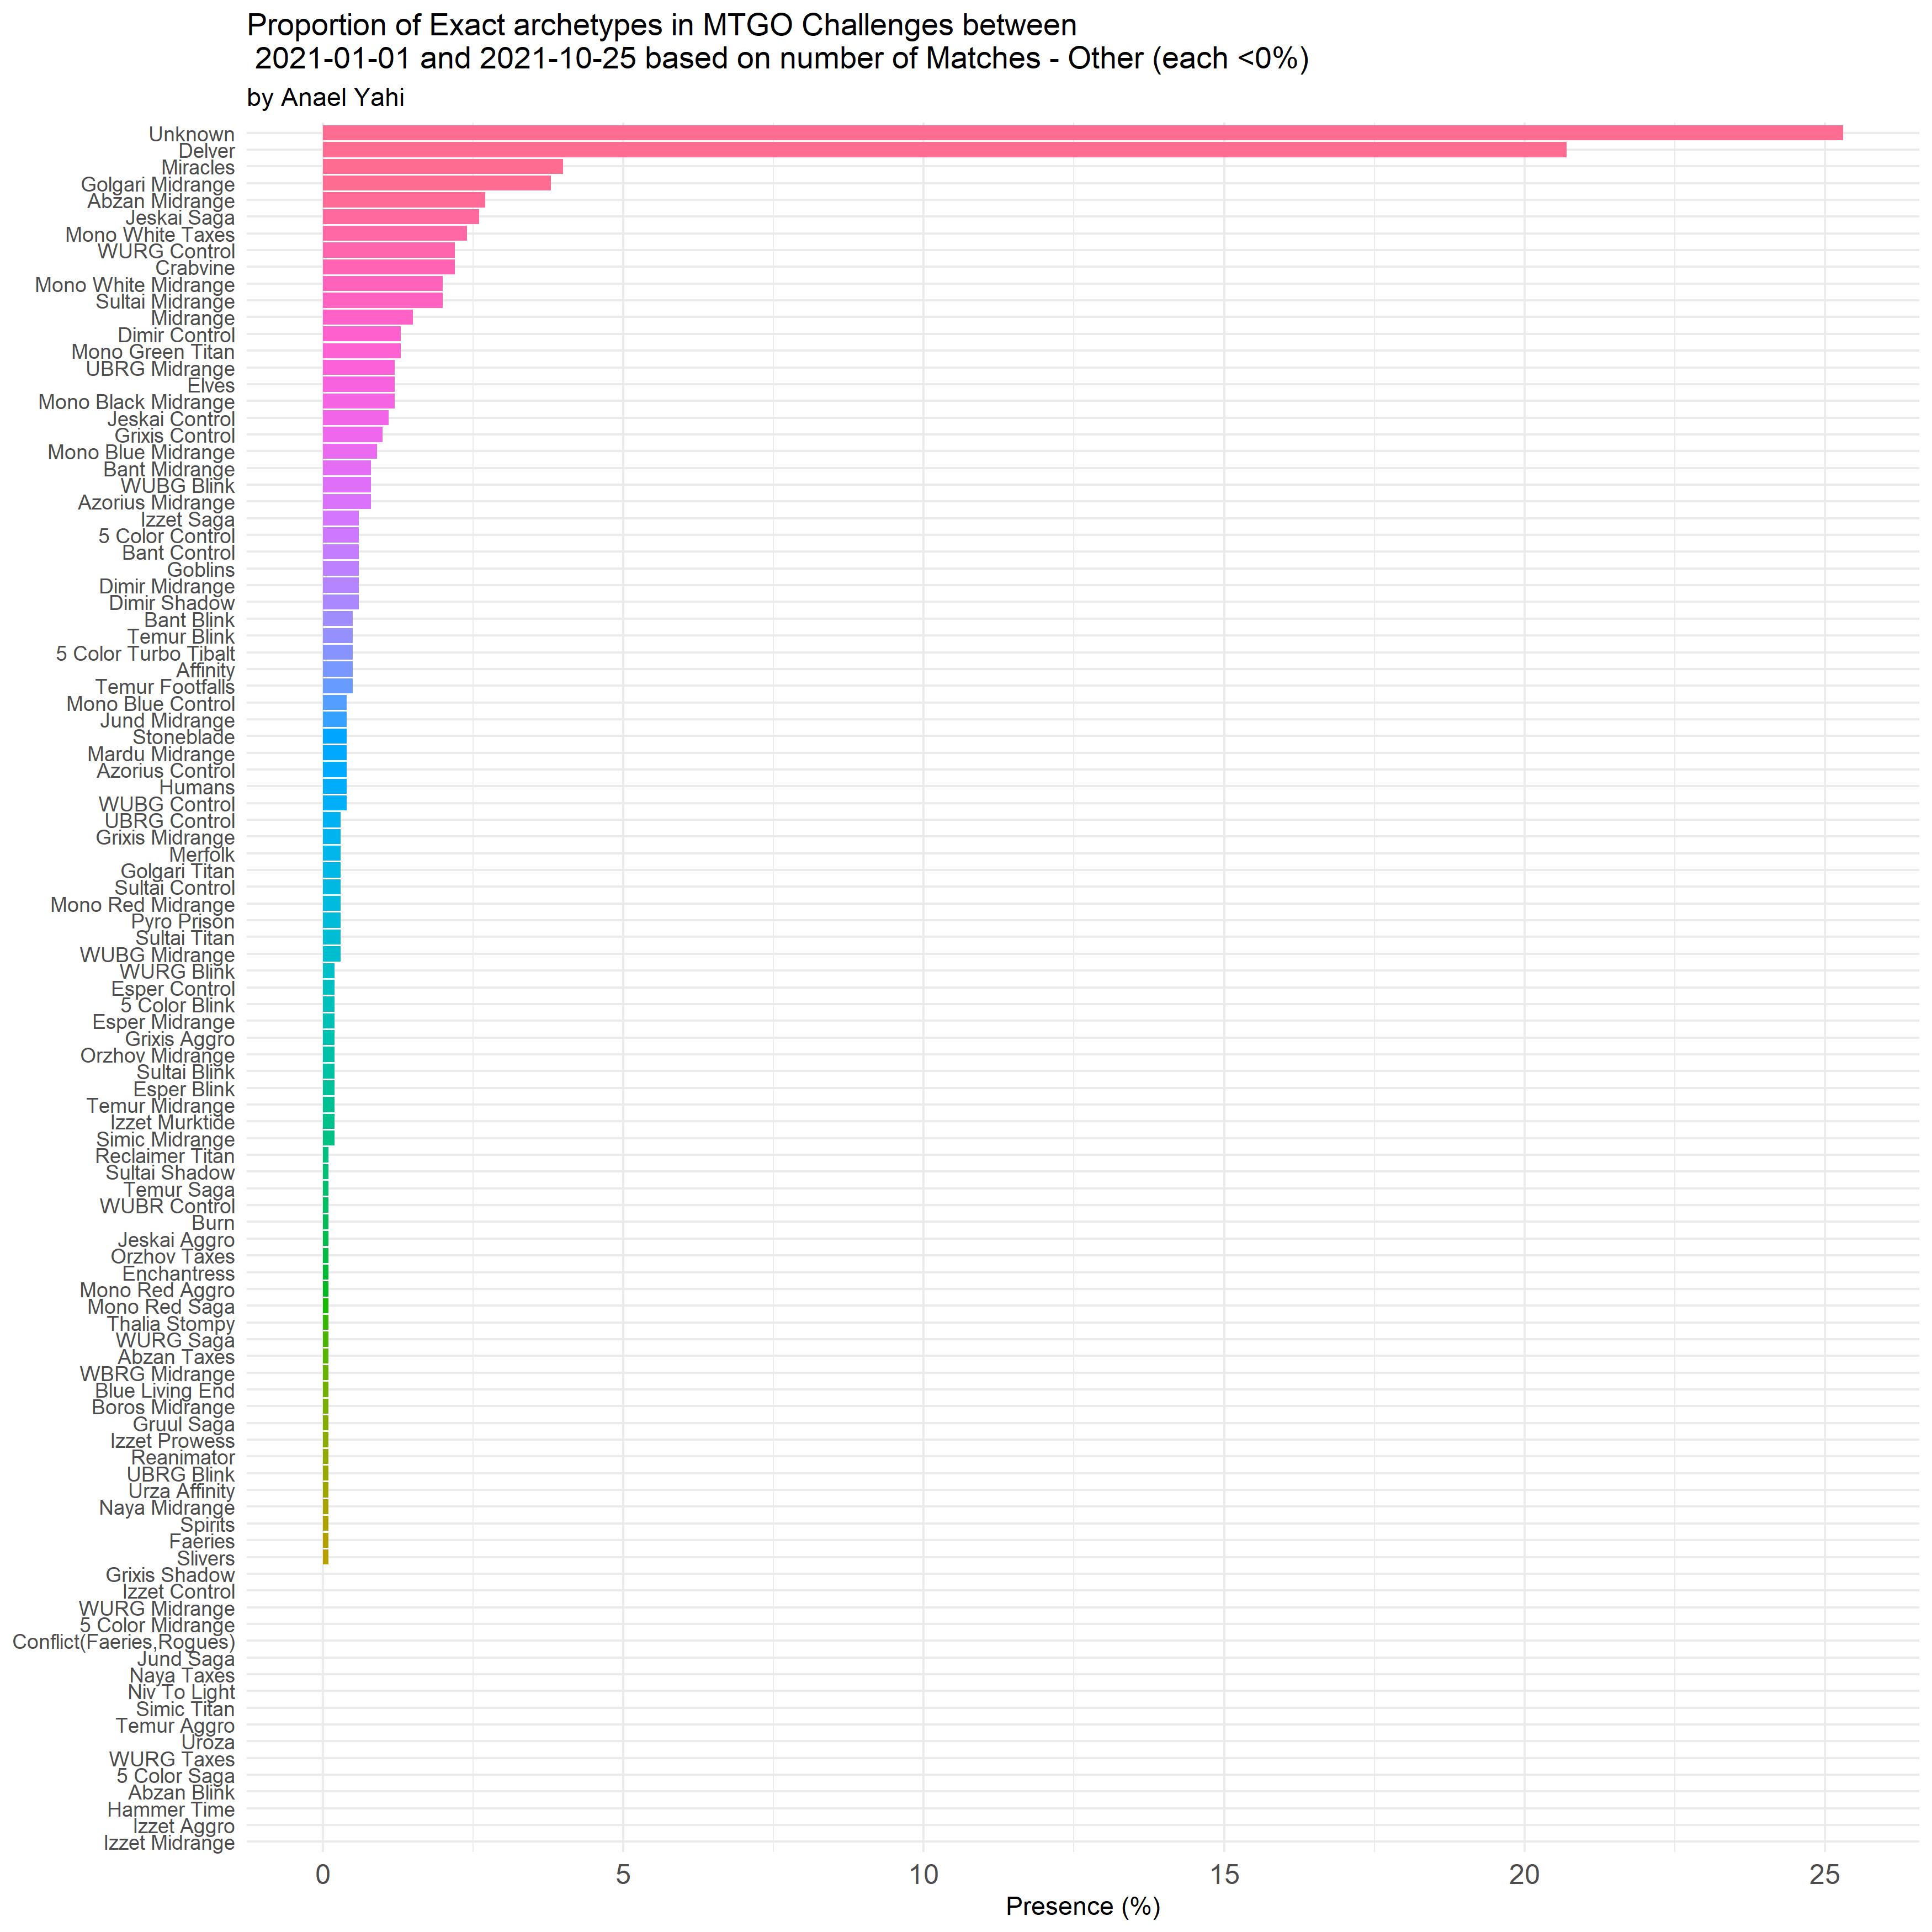 Proportion of Exact archetypes in MTGO Challenges between
2021-01-01 and 2021-10-25 based on number of Matches - Other (each <0%)
by Anael Yahi
Unknown
Delver
Miracles
Golgari Midrange
Abzan Midrange
Jeskai Saga
Mono White Taxes
WURG Control
Crabvine
Mono White Midrange
Sultai Midrange
Midrange
Dimir Control
Mono Green Titan
UBRG Midrange
Elves
Mono Black Midrange
Jeskai Control
Grixis Control
Mono Blue Midrange
Bant Midrange
WUBG Blink
Azorius Midrange
Izzet Saga
5 Color Control
Bant Control
Goblins
Dimir Midrange
Dimir Shadow
Bant Blink
Temur Blink
5 Color Turbo Tibalt
Affinity
Temur Footfalls
Mono Blue Control
Jund Midrange
Stoneblade
Mardu Midrange
Azorius Control
Humans
WUBG Control
UBRG Control
Grixis Midrange
Merfolk
Golgari Titan
Sultai Control
Mono Red Midrange
Pyro Prison
Sultai Titan
WUBG Midrange
WURG Blink
Esper Control
5 Color Blink
Esper Midrange
Grixis Aggro
Orzhov Midrange
Sultai Blink
Esper Blink
Temur Midrange
Izzet Murktide
Simic Midrange
Reclaimer Titan
Sultai Shadow
Temur Saga
WUBR Control
Burn
Jeskai Aggro
Orzhov Taxes
Enchantress
Mono Red Aggro
Mono Red Saga
Thalia Stompy
WURG Saga
Abzan Taxes
WBRG Midrange
Blue Living End
Boros Midrange
Gruul Saga
Izzet Prowess
Reanimator
UBRG Blink
Urza Affinity
Naya Midrange
Spirits
Faeries
Slivers
Grixis Shadow
Izzet Control
WURG Midrange
5 Color Midrange
Conflict(Faeries,Rogues)
Jund Saga
Naya Taxes
Niv To Light
Simic Titan
Temur Aggro
Uroza
WURG Taxes
5 Color Saga
Abzan Blink
Hammer Time
Izzet Aggro
Izzet Midrange
0 5 10 15 20 25
Presence (%)